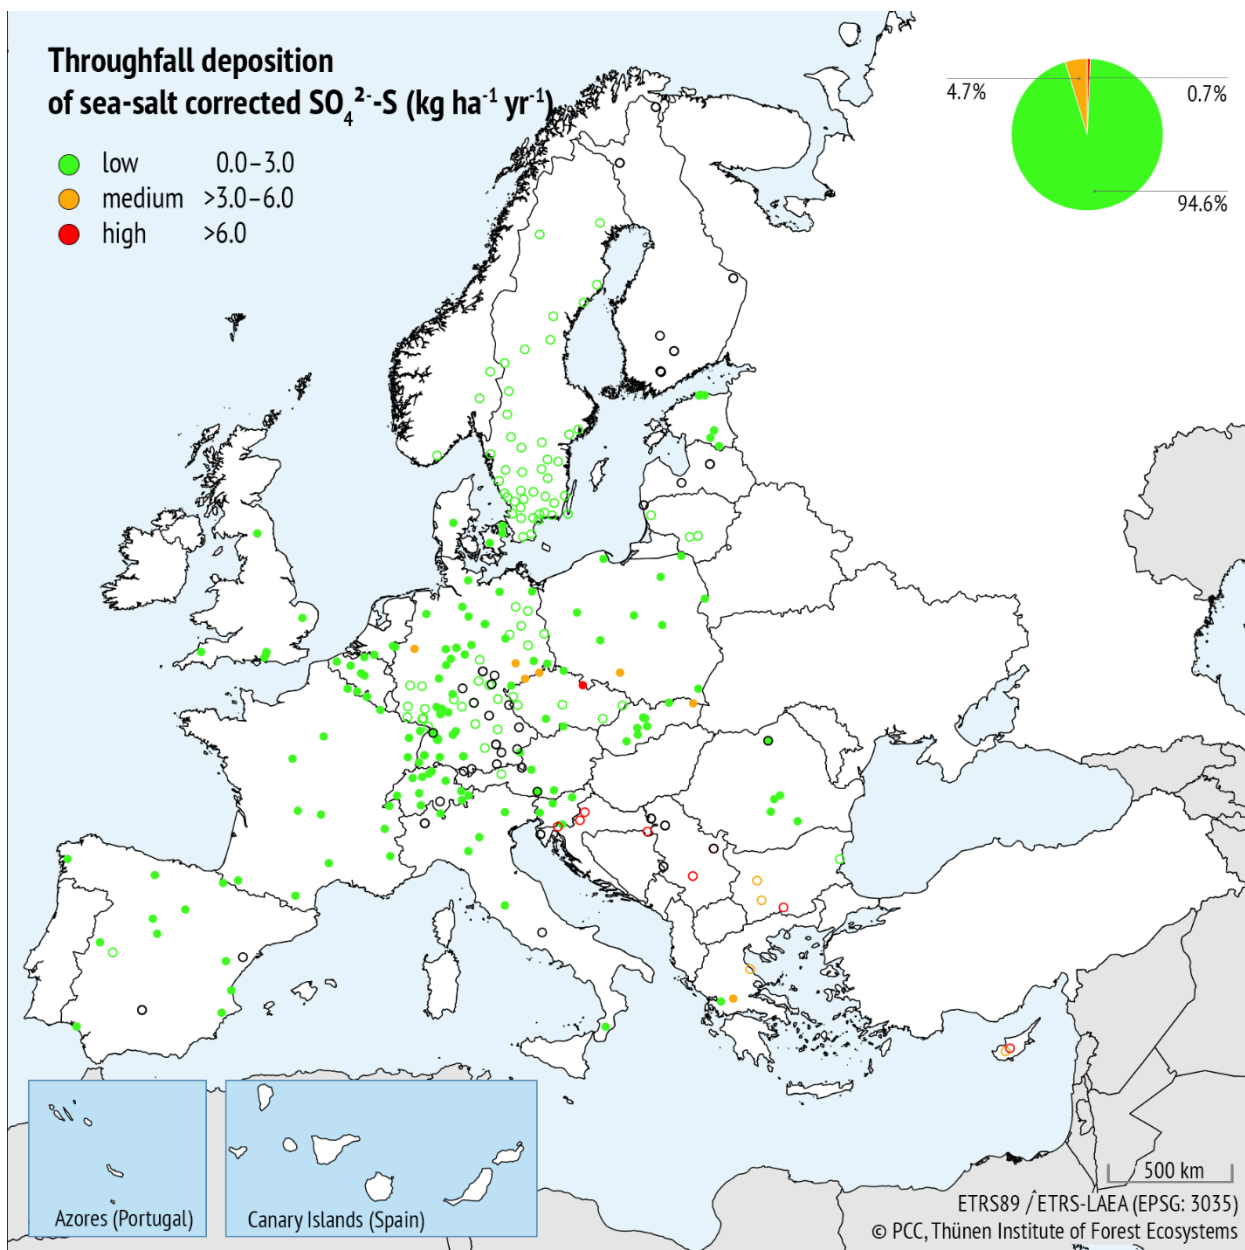 Throughfall deposition
of sea-salt corrected SO₄²⁻-S (kg ha⁻¹ yr⁻¹)
low 0.0–3.0
medium >3.0–6.0
high >6.0
4.7%
0.7%
94.6%
Azores (Portugal)
Canary Islands (Spain)
500 km
ETRS89 / ETRS-LAEA (EPSG: 3035)
© PCC, Thünen Institute of Forest Ecosystems